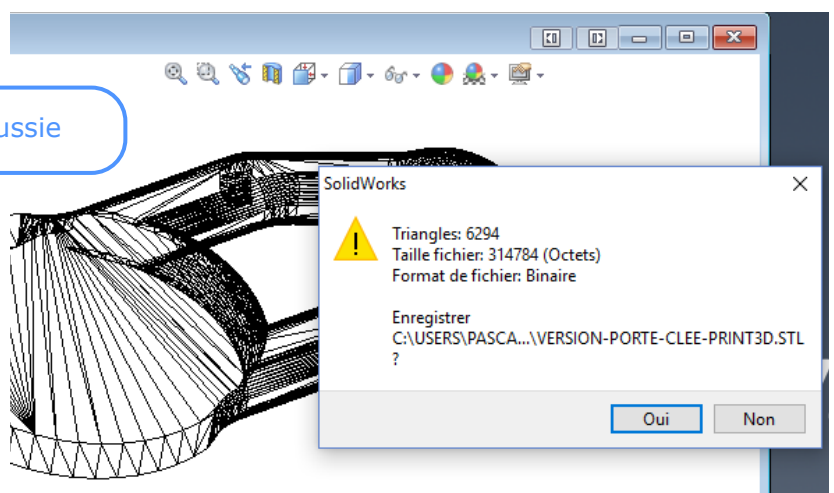 ussie
SolidWorks
Triangles: 6294
Taille fichier: 314784 (Octets)
Format de fichier: Binaire
Enregistrer
C:\USERS\PASCA...\VERSION-PORTE-CLEE-PRINT3D.STL
?
Oui Non